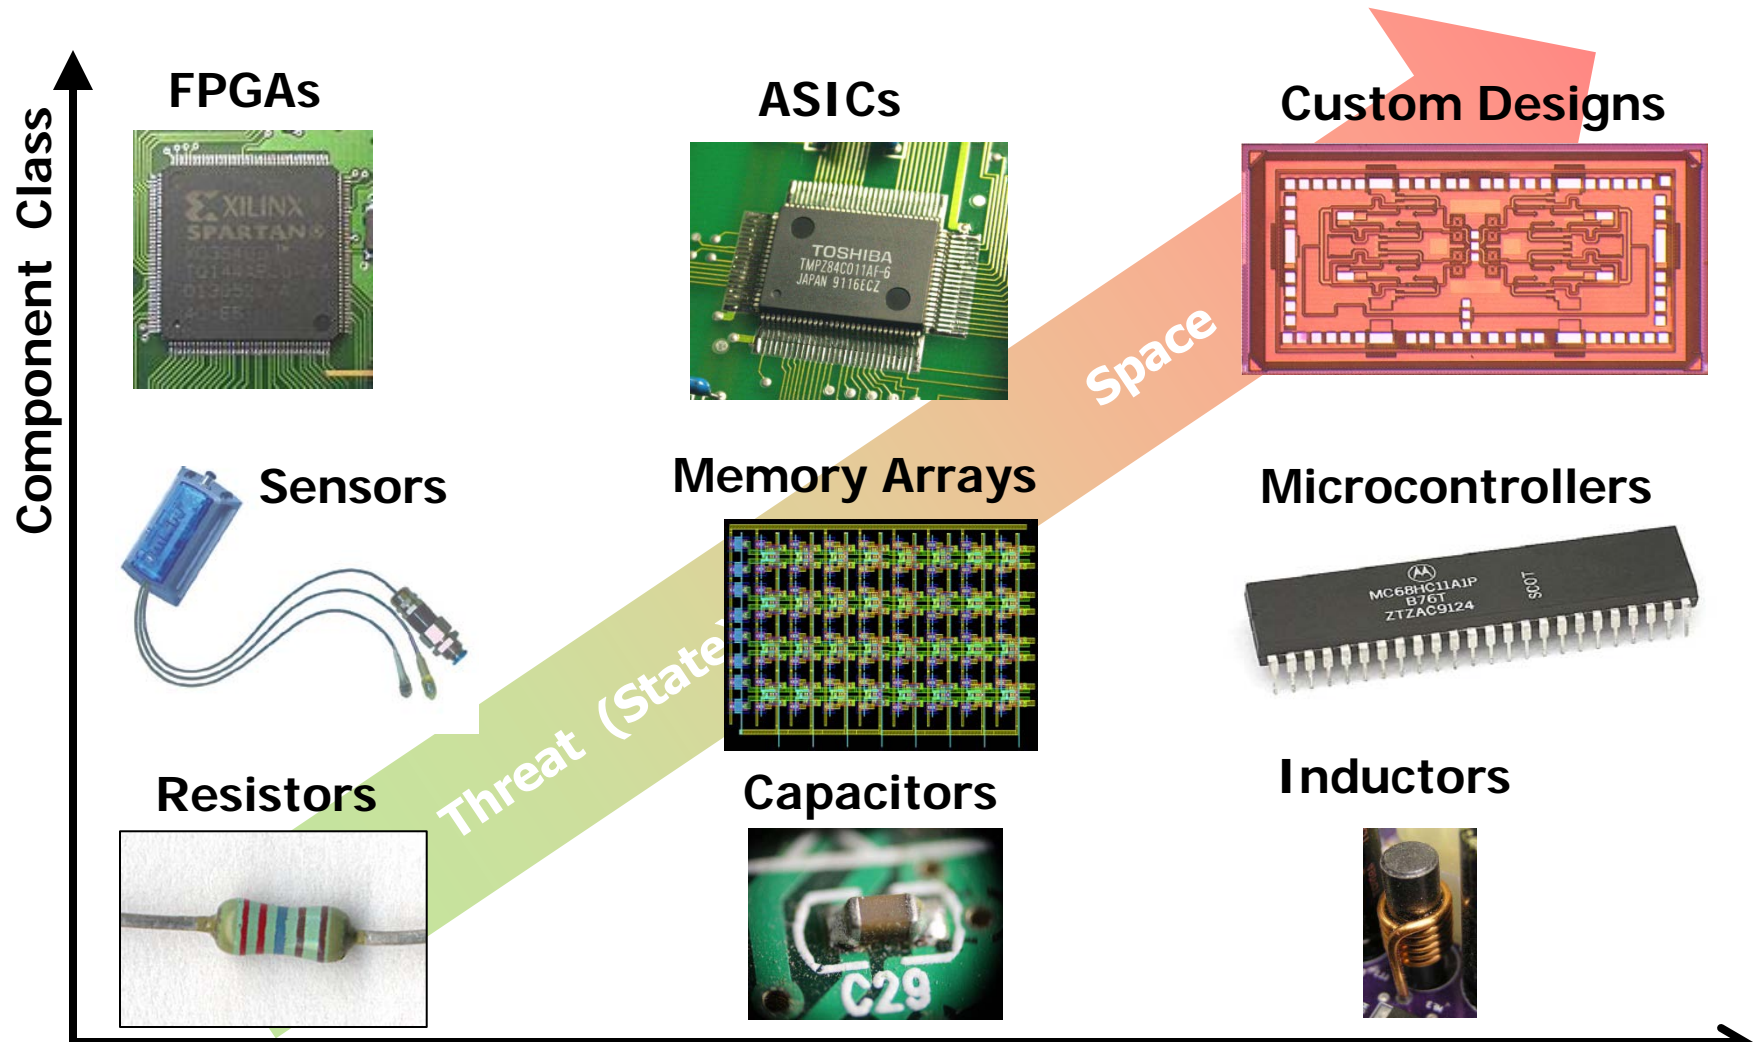 FPGAs
ASICs
Custom Designs
Component Class
XILINX
SPARTAN
TOSHIBA
TMPZ84C011AF-6
JAPAN 9116ECZ
Space
Sensors
Memory Arrays
Microcontrollers
MC68HC11A1P
B76T
ZTZAC9124
Threat (State)
Resistors
Capacitors
Inductors
C29